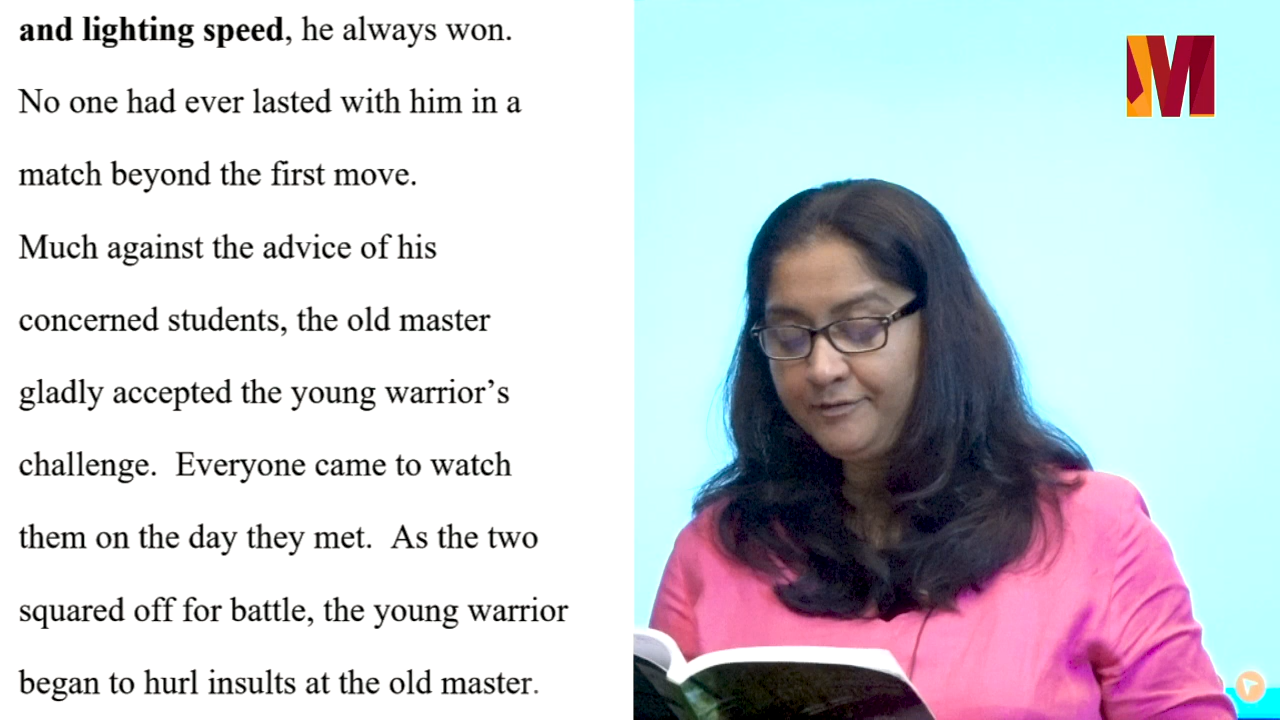 and lighting speed, he always won.
No one had ever lasted with him in a
match beyond the first move.
Much against the advice of his
concerned students, the old master
gladly accepted the young warrior’s
challenge.  Everyone came to watch
them on the day they met.  As the two
squared off for battle, the young warrior
began to hurl insults at the old master.
M